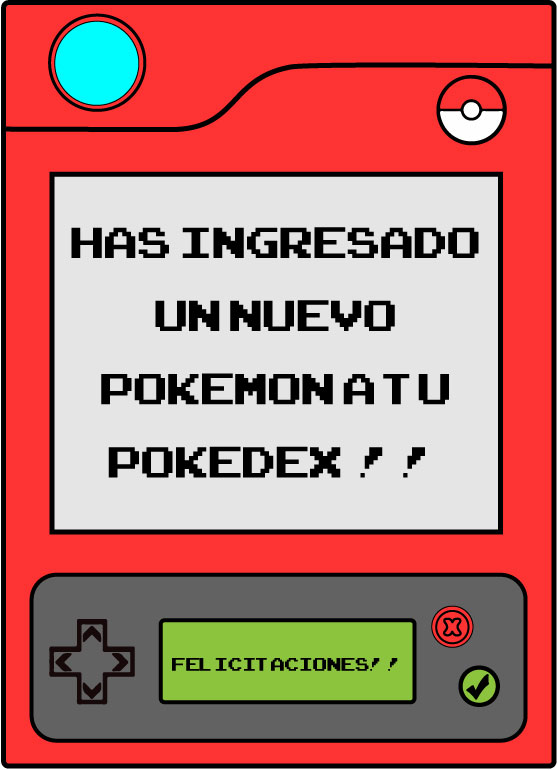 HAS INGRESADO
UN NUEVO
POKEMON A TU
POKEDEX!!
FELICITACIONES!!